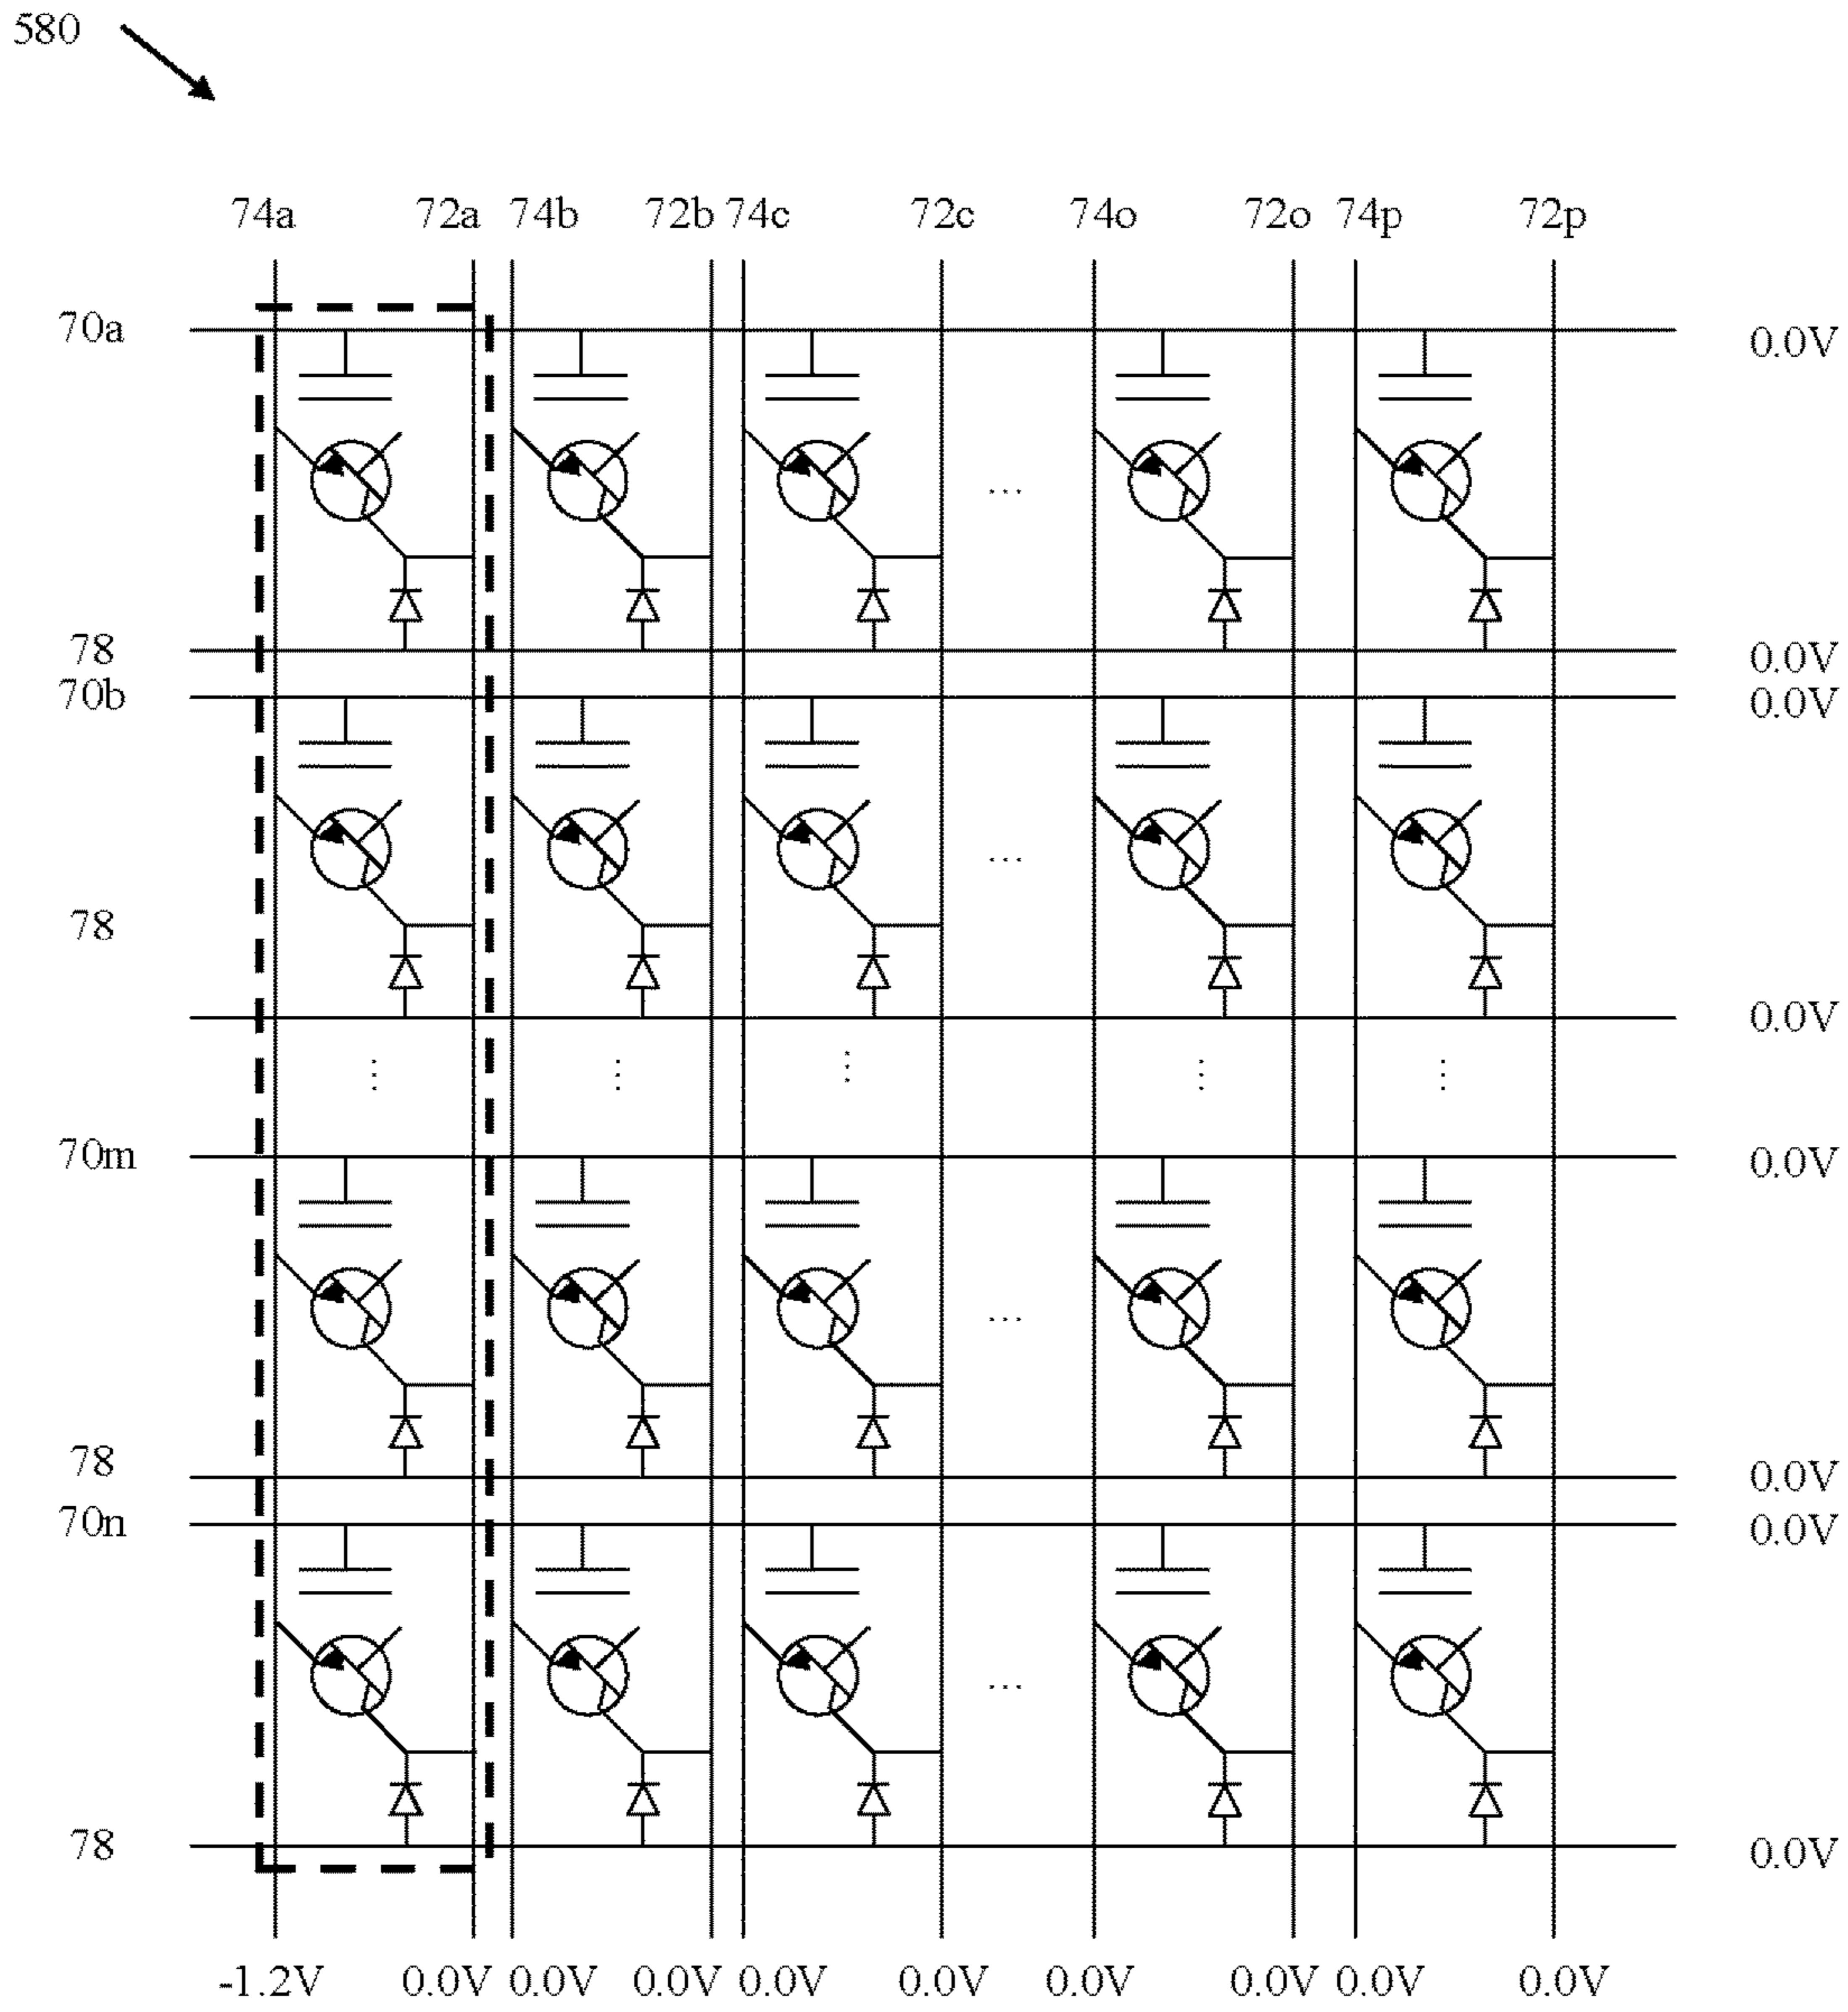 580
74a 72a 74b 72b 74c 72c 74o 72o 74p 72p
70a 0.0V
...
78 0.0V
70b 0.0V
...
78
0.0V
... ... ... ... ...
70m 0.0V
...
78 0.0V
70n 0.0V
...
78 0.0V
-1.2V 0.0V 0.0V 0.0V 0.0V 0.0V 0.0V 0.0V 0.0V 0.0V